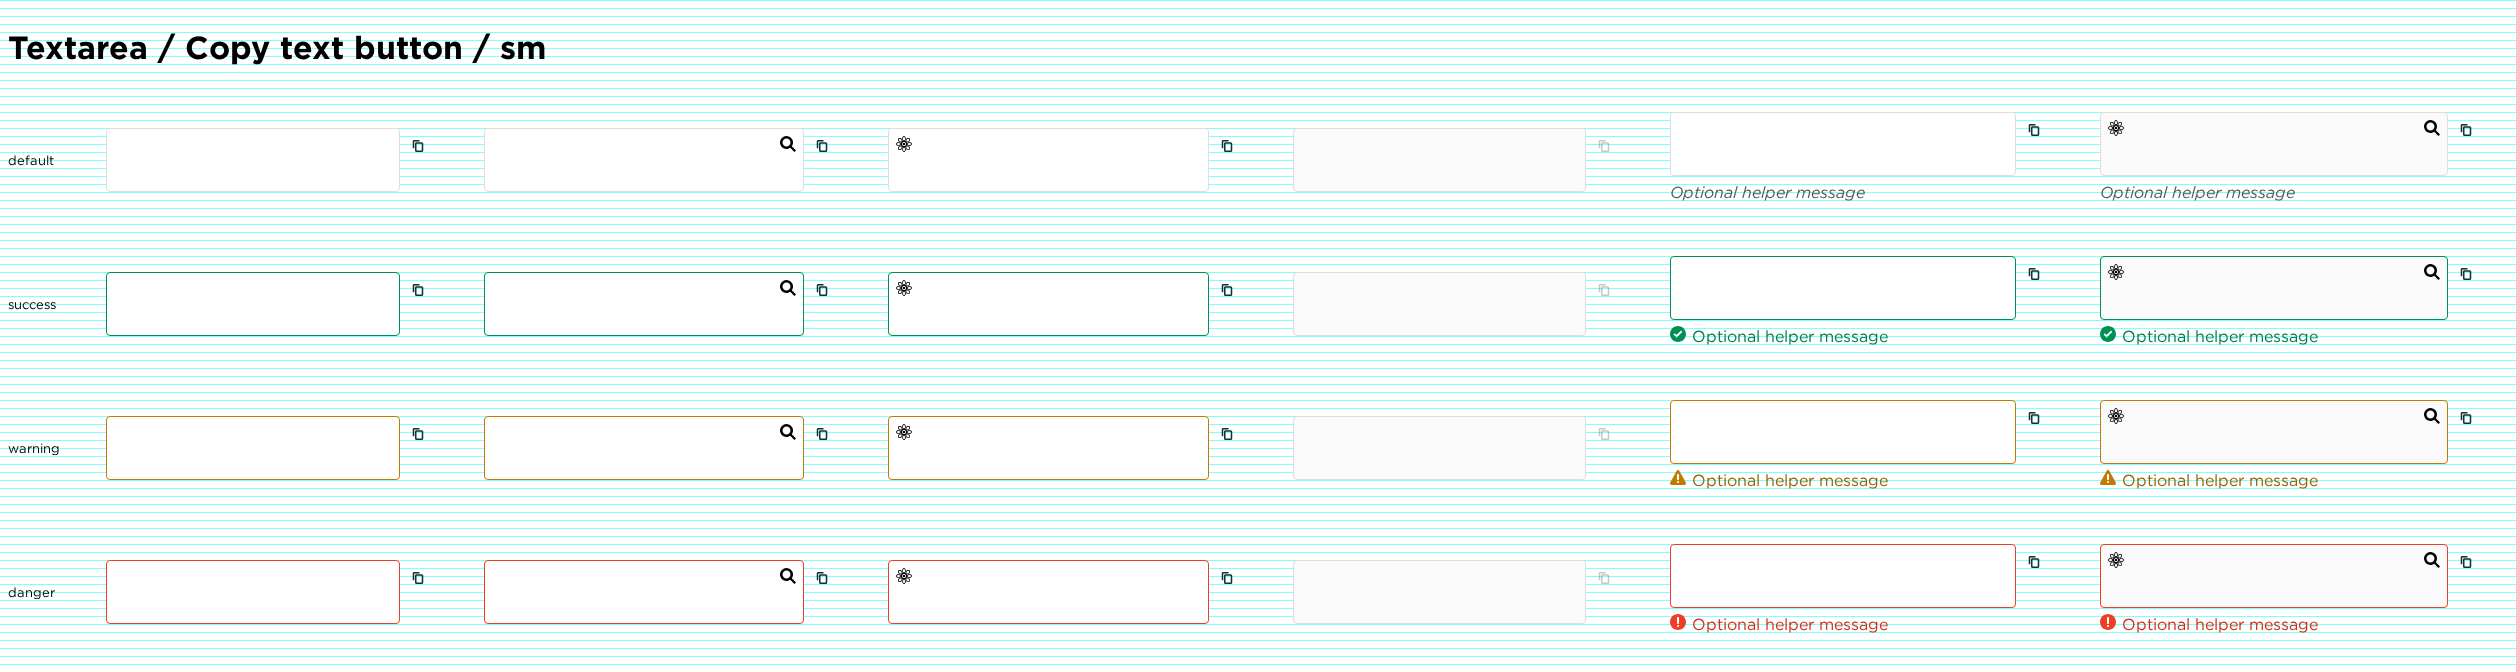 Textarea / Copy text button / sm
default
Optional helper message
Optional helper message
success
Optional helper message
Optional helper message
warning
Optional helper message
Optional helper message
danger
Optional helper message
Optional helper message